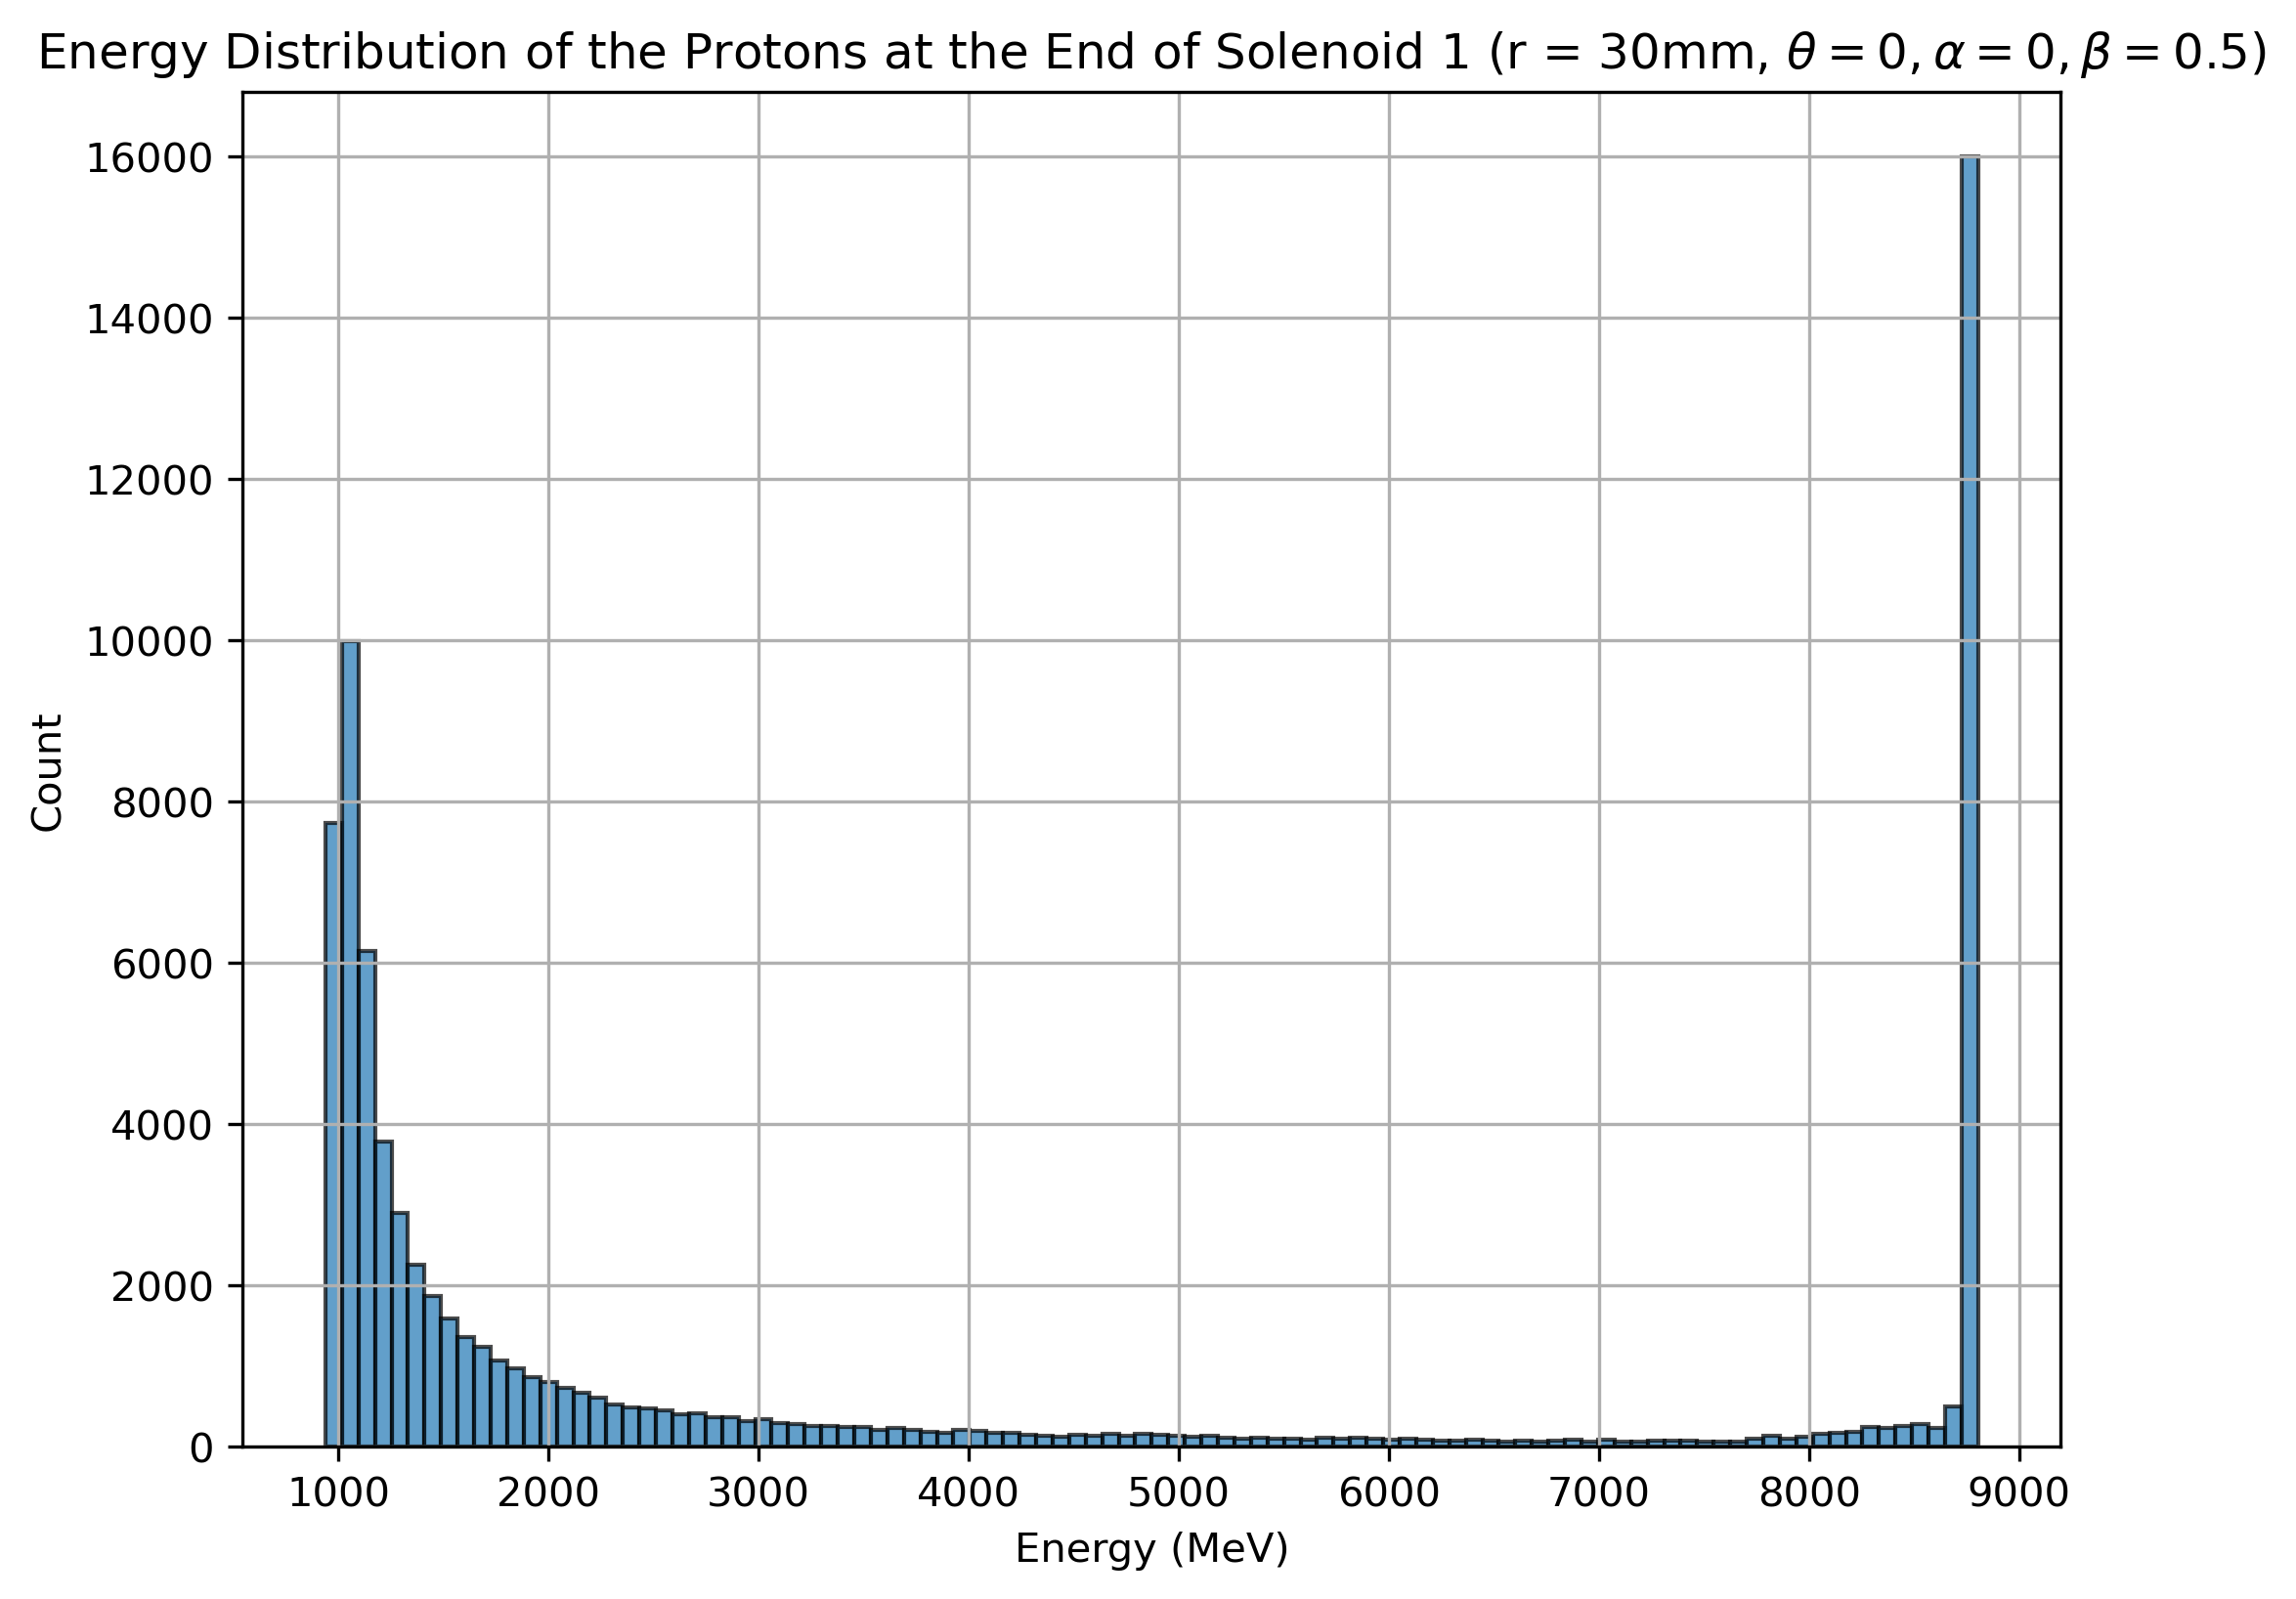 Energy Distribution of the Protons at the End of Solenoid 1 (r = 30mm, θ = 0, α = 0, β = 0.5)
16000
14000
12000
10000
8000
6000
4000
2000
0
Count
1000 2000 3000 4000 5000 6000 7000 8000 9000
Energy (MeV)